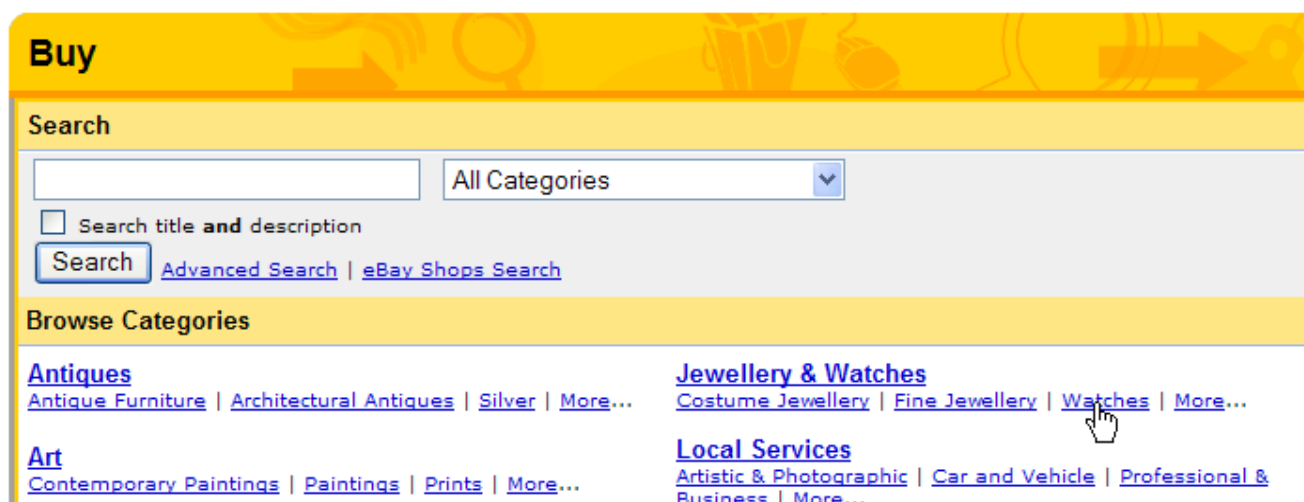 Buy
Search
All Categories
Search title and description
Search Advanced Search | eBay Shops Search
Browse Categories
Antiques
Antique Furniture | Architectural Antiques | Silver | More...
Art
Contemporary Paintings | Paintings | Prints | More...
Jewellery & Watches
Costume Jewellery | Fine Jewellery | Watches | More...
Local Services
Artistic & Photographic | Car and Vehicle | Professional &
Business | More...